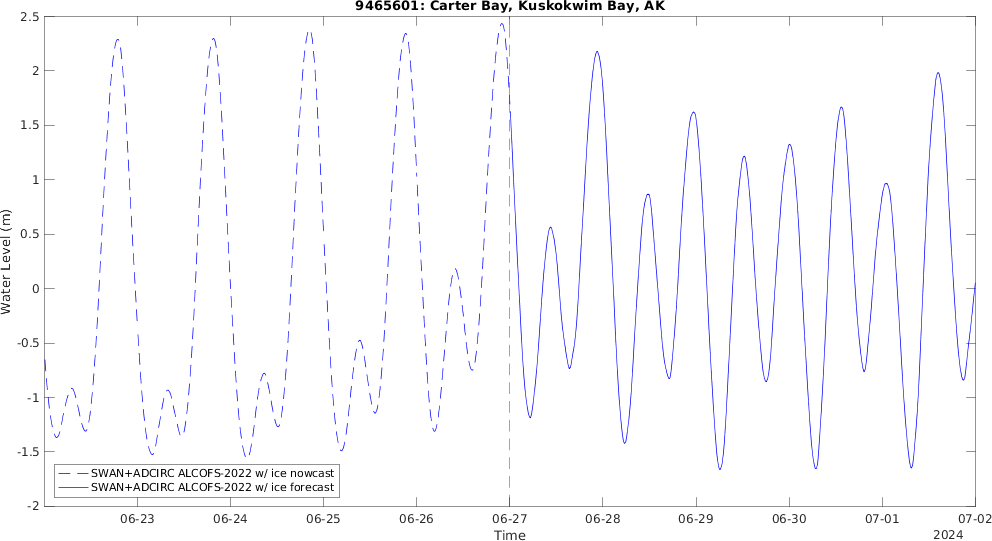 9465601: Carter Bay, Kuskokwim Bay, AK
2.5
2
1.5
1
0.5
0
-0.5
-1
-1.5
-2
Water Level (m)
SWAN+ADCIRC ALCOFS-2022 w/ ice nowcast
SWAN+ADCIRC ALCOFS-2022 w/ ice forecast
06-23 06-24 06-25 06-26 06-27 06-28 06-29 06-30 07-01 07-02
Time
2024